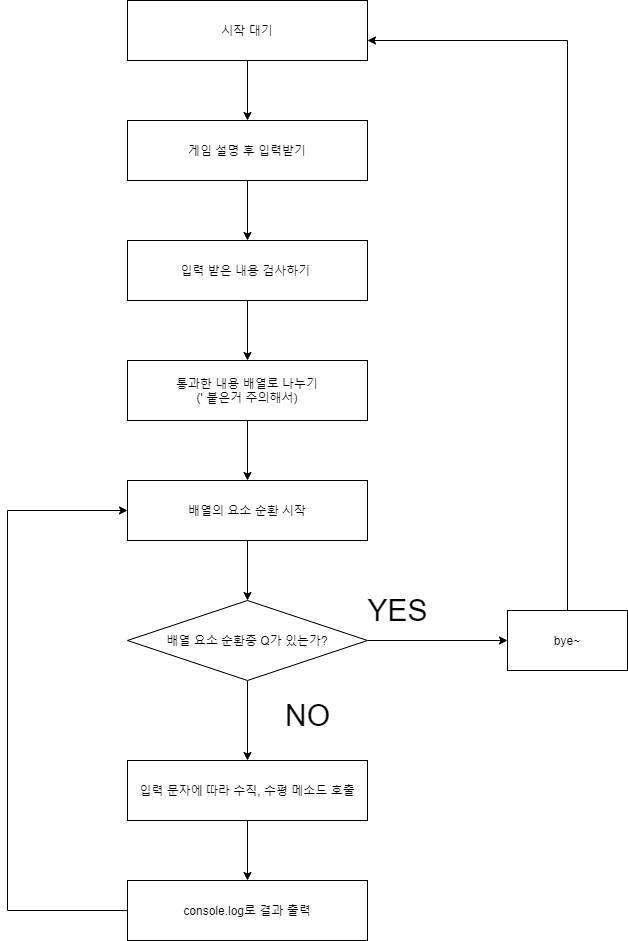 시작 대기
게임 설명 후 입력받기
입력 받은 내용 검사하기
통과한 내용 배열로 나누기
(' 붙은거 주의해서)
배열의 요소 순환 시작
배열 요소 순환중 Q가 있는가?
YES
bye~
NO
입력 문자에 따라 수직, 수평 메소드 호출
console.log로 결과 출력